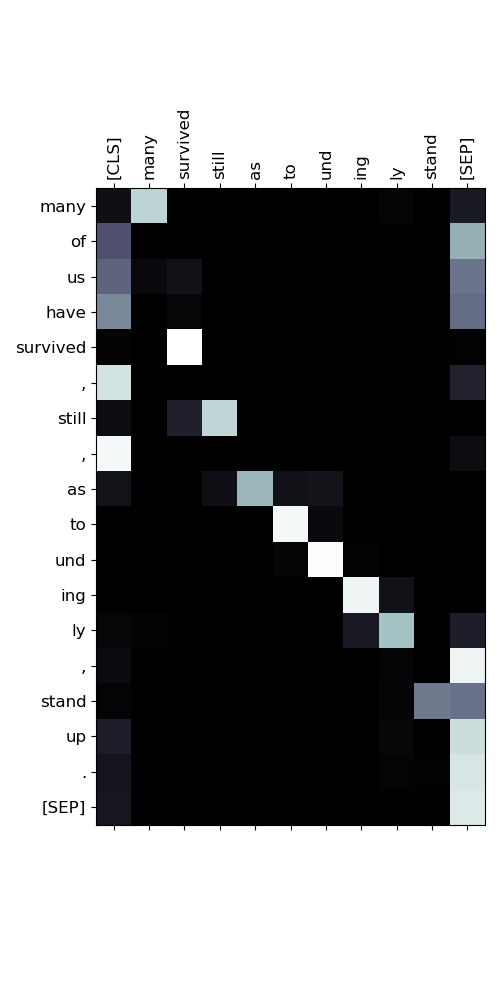 [CLS] many survived still as to und ing ly stand [SEP]
many
of
us
have
survived
,
still
,
as
to
und
ing
ly
,
stand
up
.
[SEP]